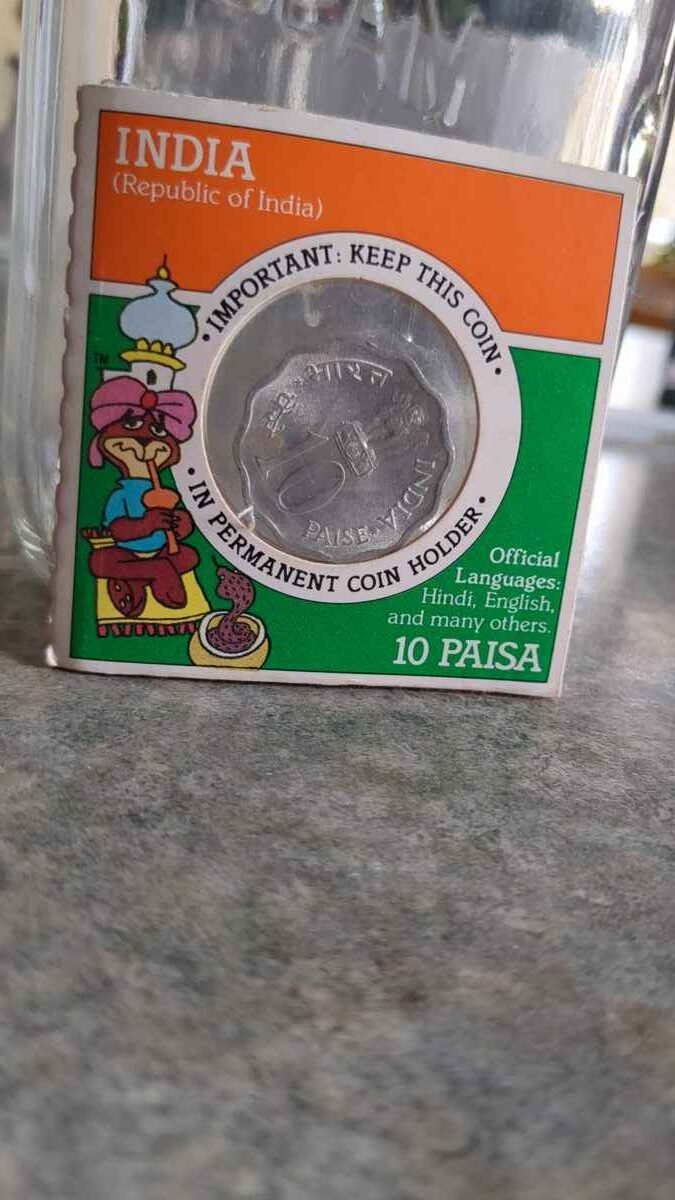 INDIA
(Republic of India)
• IMPORTANT: KEEP THIS COIN •
• IN PERMANENT COIN HOLDER •
TM
भारत
INDIA
10
PAISE
Official
Languages:
Hindi, English,
and many others.
10 PAISA